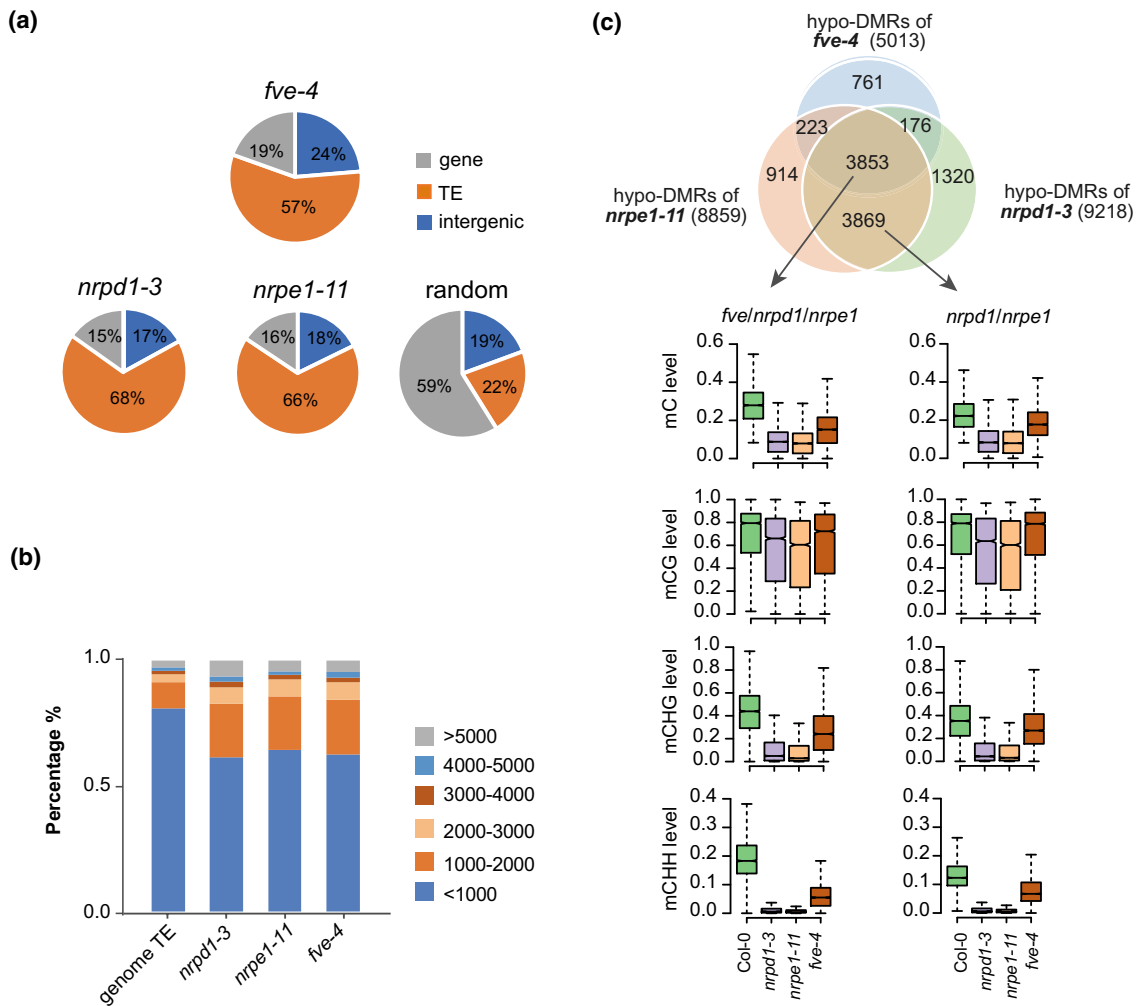 (a)
fve-4
19%
24%
57%
gene
TE
intergenic
nrpd1-3
15%
17%
68%
nrpe1-11
16%
18%
66%
random
59%
19%
22%
(b)
Percentage %
1.0
0.5
0.0
genome TE
nrpd1-3
nrpe1-11
fve-4
>5000
4000-5000
3000-4000
2000-3000
1000-2000
<1000
(c)
hypo-DMRs of
fve-4 (5013)
761
223
176
3853
914
1320
3869
hypo-DMRs of
nrpe1-11 (8859)
hypo-DMRs of
nrpd1-3 (9218)
fve/nrpd1/nrpe1
nrpd1/nrpe1
mC level
0.6
0.4
0.2
0.0
0.6
0.4
0.2
0.0
mCG level
1.0
0.8
0.6
0.4
0.2
0.0
1.0
0.8
0.6
0.4
0.2
0.0
mCHG level
1.0
0.8
0.6
0.4
0.2
0.0
1.0
0.8
0.6
0.4
0.2
0.0
mCHH level
0.4
0.3
0.2
0.1
0.0
0.4
0.3
0.2
0.1
0.0
Col-0
nrpd1-3
nrpe1-11
fve-4
Col-0
nrpd1-3
nrpe1-11
fve-4